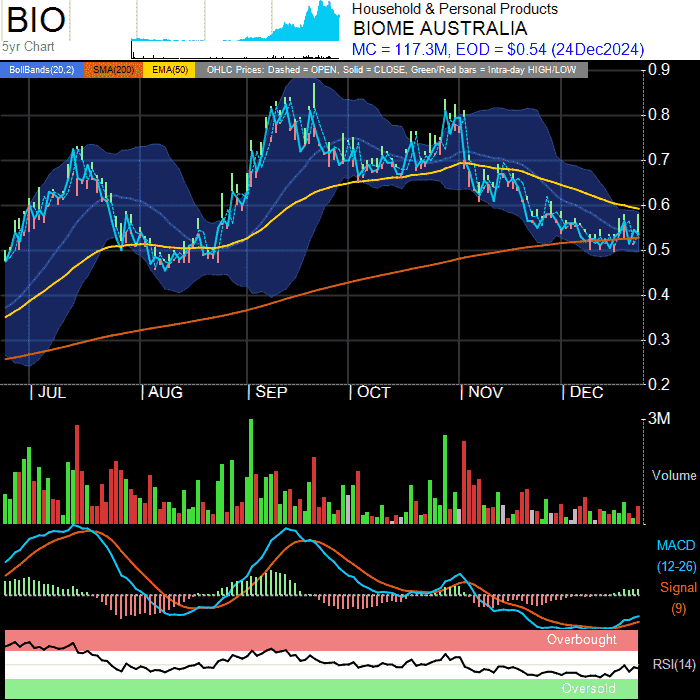 BIO
5yr Chart
Household & Personal Products
BIOME AUSTRALIA
MC = 117.3M, EOD = $0.54 (24Dec2024)
BollBands(20,2) SMA(200) EMA(50) OHLC Prices: Dashed = OPEN, Solid = CLOSE, Green/Red bars = Intra-day HIGH/LOW
0.9
0.8
0.7
0.6
0.5
0.4
0.3
0.2
| JUL | AUG | SEP | OCT | NOV | DEC
3M
Volume
MACD
(12-26)
Signal
(9)
Overbought
RSI(14)
Oversold